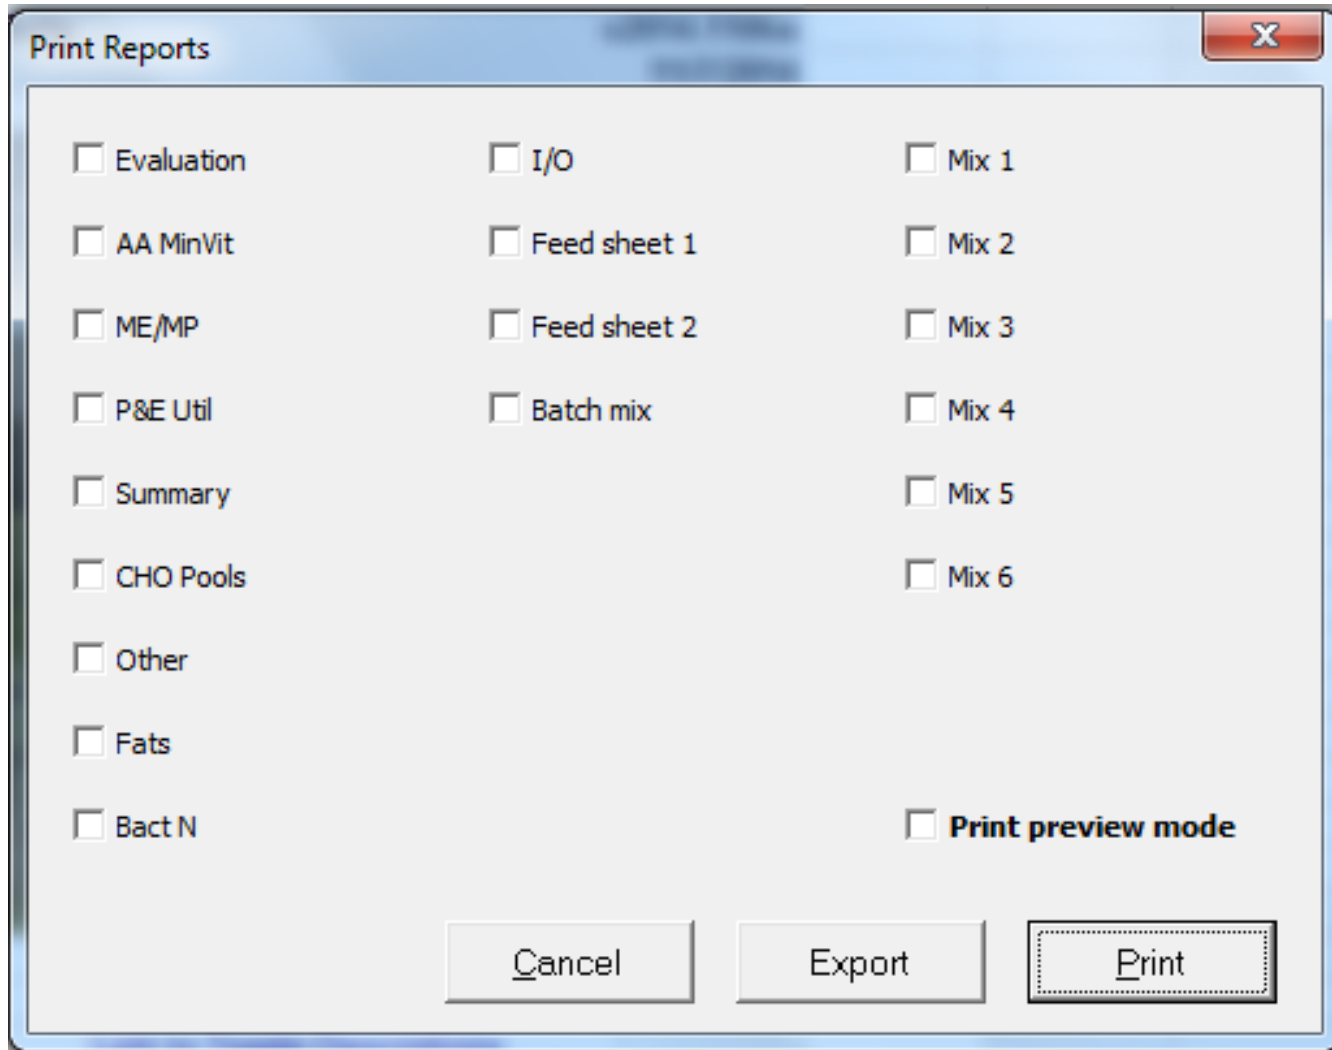 Print Reports
Evaluation
I/O
Mix 1
AA MinVit
Feed sheet 1
Mix 2
ME/MP
Feed sheet 2
Mix 3
P&E Util
Batch mix
Mix 4
Summary
Mix 5
CHO Pools
Mix 6
Other
Fats
Bact N
Print preview mode
Cancel
Export
Print